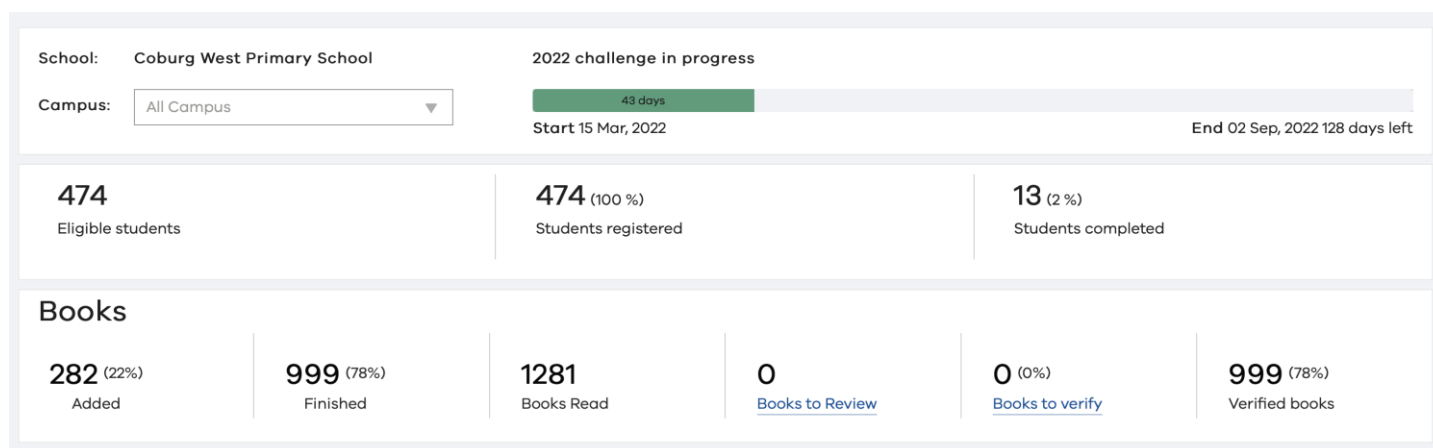 School: Coburg West Primary School
2022 challenge in progress
Campus: All Campus
43 days
Start 15 Mar, 2022
End 02 Sep, 2022 128 days left
474
Eligible students
474 (100 %)
Students registered
13 (2 %)
Students completed
Books
282 (22%)
Added
999 (78%)
Finished
1281
Books Read
0
Books to Review
0 (0%)
Books to verify
999 (78%)
Verified books